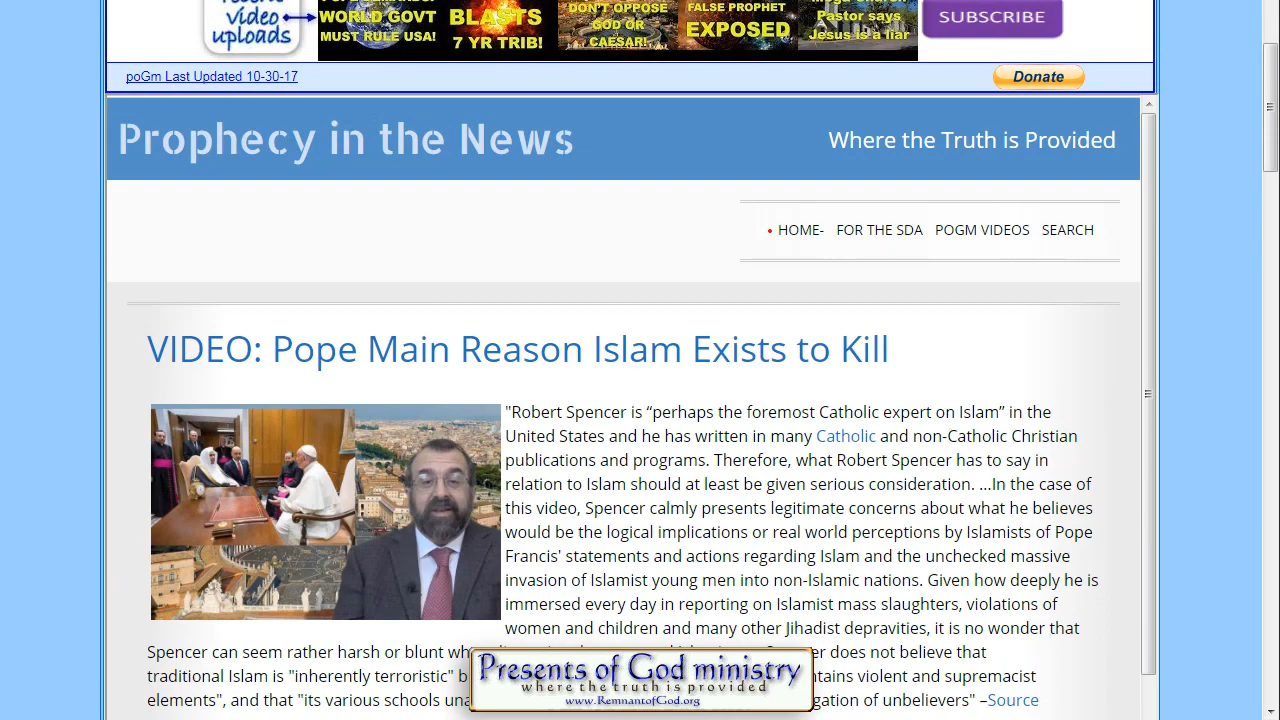 video
uploads
WORLD GOVT
MUST RULE USA!
BLASTS
7 YR TRIB!
DON'T OPPOSE
GOD OR
CAESAR!
FALSE PROPHET
EXPOSED
Pastor says
Jesus is a liar
SUBSCRIBE
poGm Last Updated 10-30-17
Donate
Prophecy in the News
Where the Truth is Provided
HOME-
FOR THE SDA
POGM VIDEOS
SEARCH
VIDEO: Pope Main Reason Islam Exists to Kill
"Robert Spencer is “perhaps the foremost Catholic expert on Islam” in the
United States and he has written in many Catholic and non-Catholic Christian
publications and programs. Therefore, what Robert Spencer has to say in
relation to Islam should at least be given serious consideration. ...In the case of
this video, Spencer calmly presents legitimate concerns about what he believes
would be the logical implications or real world perceptions by Islamists of Pope
Francis' statements and actions regarding Islam and the unchecked massive
invasion of Islamist young men into non-Islamic nations. Given how deeply he is
immersed every day in reporting on Islamist mass slaughters, violations of
women and children and many other Jihadist depravities, it is no wonder that
Spencer can seem rather harsh or blunt does not believe that
traditional Islam is "inherently terroristic" violent and supremacist
elements", and that "its various schools of unbelievers" –Source
Presents of God ministry
where the truth is provided
www.RemnantofGod.org